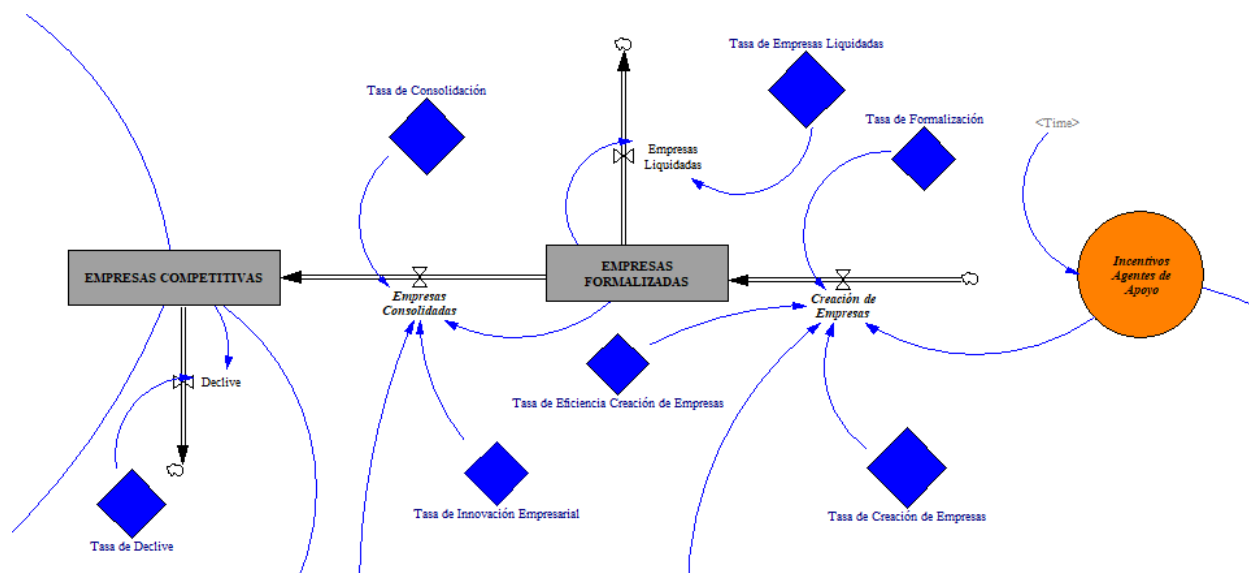 Tasa de Empresas Liquidadas
Tasa de Consolidación
Tasa de Formalización
<Time>
Empresas
Liquidadas
EMPRESAS COMPETITIVAS
EMPRESAS
FORMALIZADAS
Incentivos
Agentes de
Apoyo
Empresas
Consolidadas
Creación de
Empresas
Declive
Tasa de Eficiencia Creación de Empresas
Tasa de Innovación Empresarial
Tasa de Creación de Empresas
Tasa de Declive